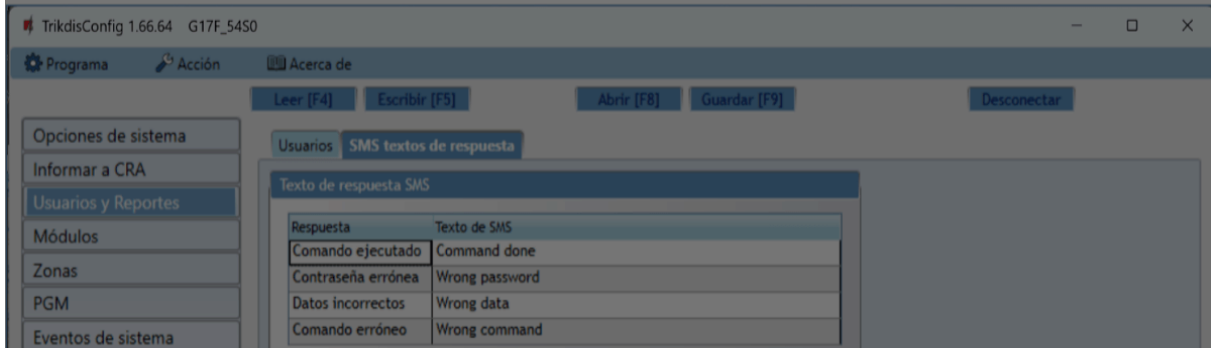 TrikdisConfig 1.66.64 G17F_54S0
Programa Acción Acerca de
Leer [F4] Escribir [F5] Abrir [F8] Guardar [F9] Desconectar
Opciones de sistema
Informar a CRA
Usuarios y Reportes
Módulos
Zonas
PGM
Eventos de sistema
Usuarios SMS textos de respuesta
Texto de respuesta SMS
Respuesta Texto de SMS
Comando ejecutado Command done
Contraseña errónea Wrong password
Datos incorrectos Wrong data
Comando erróneo Wrong command